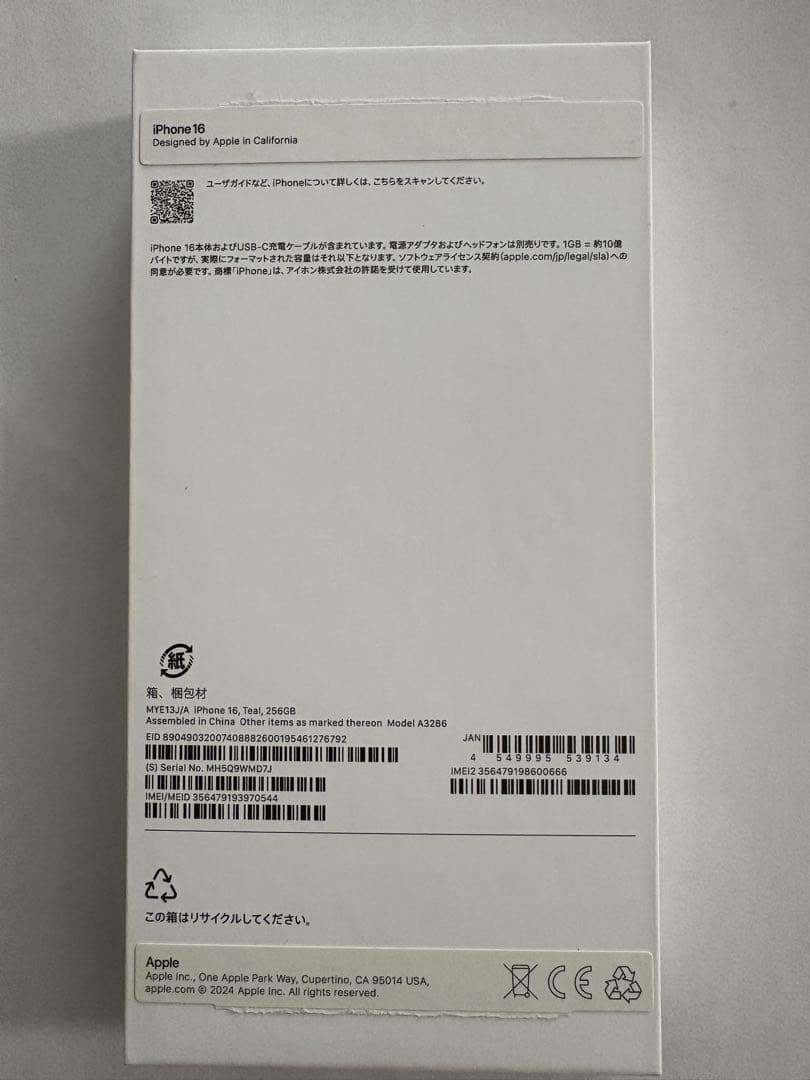 iPhone 16
Designed by Apple in California
ユーザガイドなど、iPhoneについて詳しくは、こちらをスキャンしてください。
iPhone 16本体およびUSB-C充電ケーブルが含まれています。電源アダプタおよびヘッドフォンは別売りです。1GB = 約10億
バイトですが、実際にフォーマットされた容量はそれ以下となります。ソフトウェアライセンス契約(apple.com/jp/legal/sla)への
同意が必要です。商標「iPhone」は、アイホン株式会社の許諾を受けて使用しています。
紙
箱、梱包材
MYE13J/A iPhone 16, Teal, 256GB
Assembled in China Other items as marked thereon Model A3286
EID 89049032007408882600195461276792
JAN
4 549995 539134
(S) Serial No. MH5Q9WMD7J
IMEI2 356479198600666
IMEI/MEID 356479193970544
この箱はリサイクルしてください。
Apple
Apple Inc., One Apple Park Way, Cupertino, CA 95014 USA,
apple.com © 2024 Apple Inc. All rights reserved.
CE